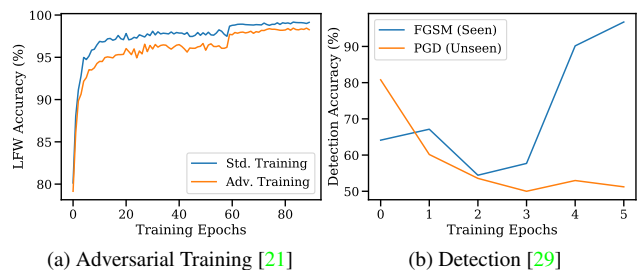 100
95
90
85
80
LFW Accuracy (%)
Std. Training
Adv. Training
0 20 40 60 80
Training Epochs
(a) Adversarial Training [21]
90
80
70
60
50
Detection Accuracy (%)
FGSM (Seen)
PGD (Unseen)
0 1 2 3 4 5
Training Epochs
(b) Detection [29]